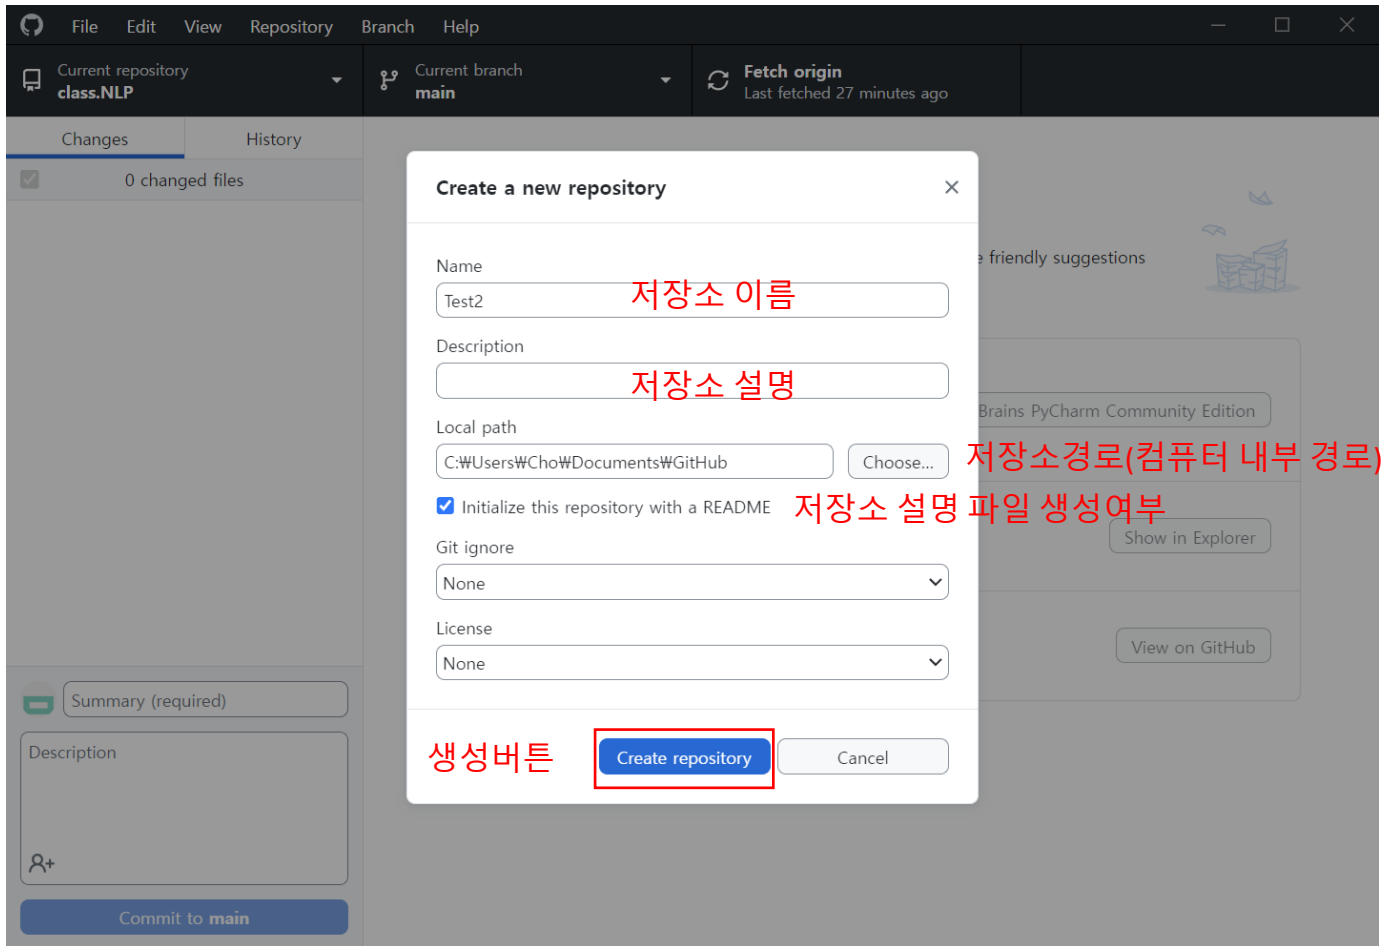 File Edit View Repository Branch Help
Current repository
class.NLP
Current branch
main
Fetch origin
Last fetched 27 minutes ago
Changes
History
0 changed files
Create a new repository
e friendly suggestions
Name
Test2
저장소 이름
Description
저장소 설명
Brains PyCharm Community Edition
Local path
C:₩Users₩Cho₩Documents₩GitHub
Choose...
저장소경로(컴퓨터 내부 경로)
Initialize this repository with a README
저장소 설명 파일 생성여부
Show in Explorer
Git ignore
None
License
None
View on GitHub
Summary (required)
Description
생성버튼
Create repository
Cancel
Commit to main